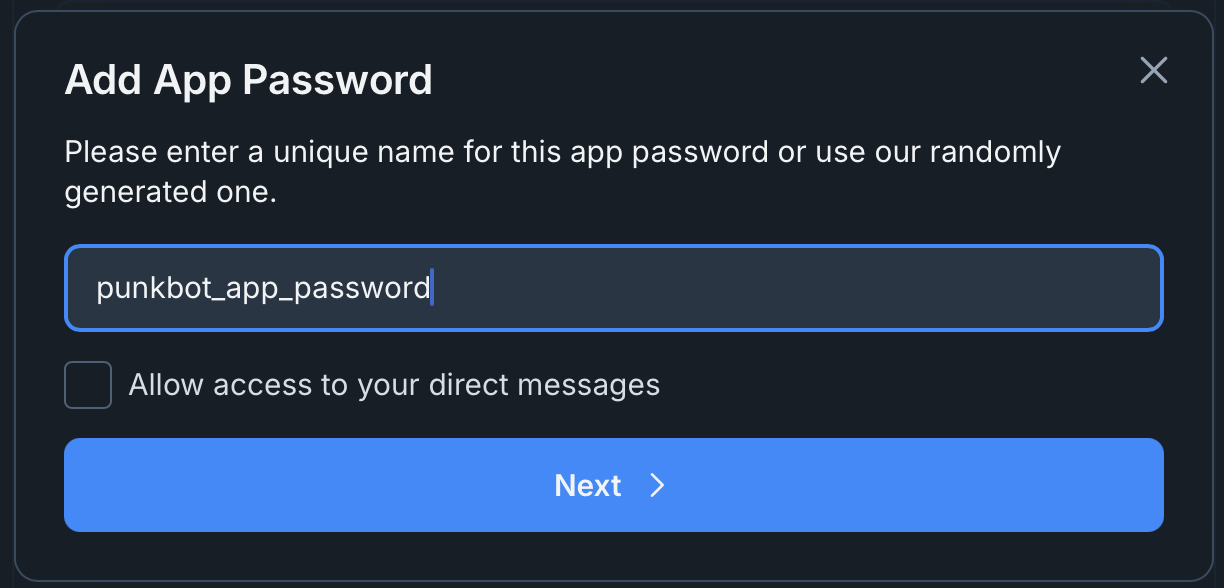 Add App Password
Please enter a unique name for this app password or use our randomly
generated one.
punkbot_app_password
Allow access to your direct messages
Next